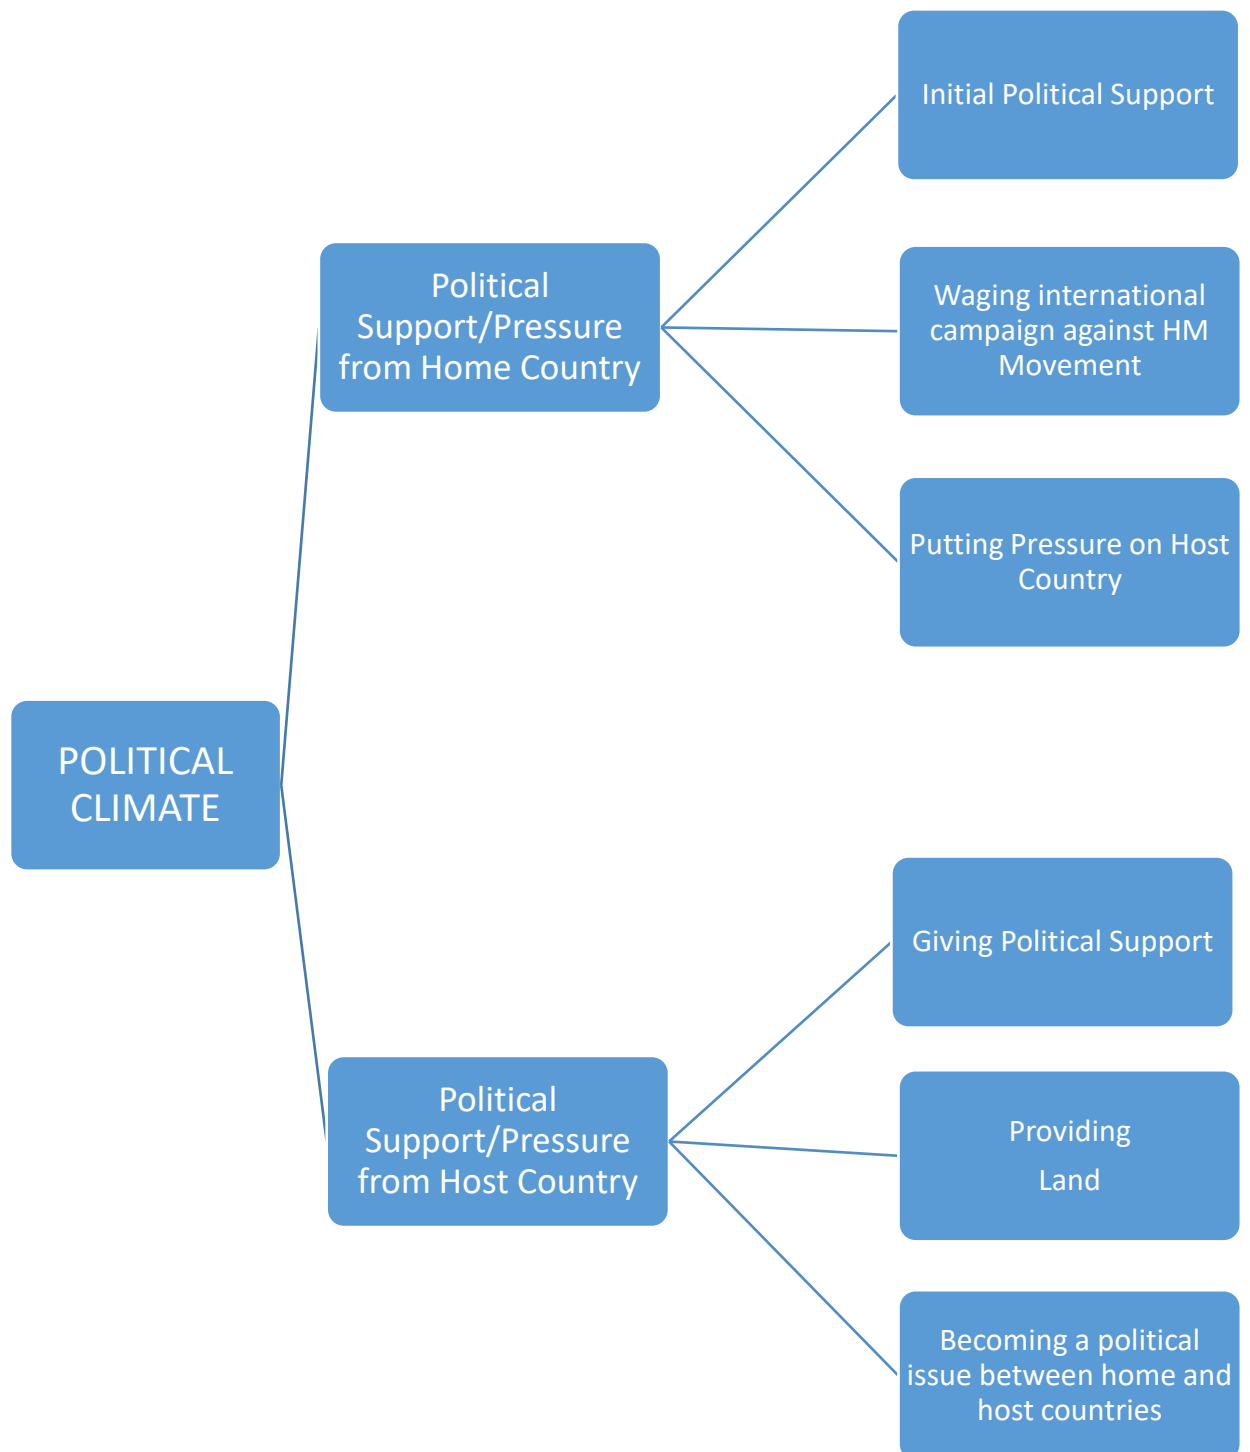 POLITICAL
CLIMATE
Political
Support/Pressure
from Home Country
Initial Political Support
Waging international
campaign against HM
Movement
Putting Pressure on Host
Country
Political
Support/Pressure
from Host Country
Giving Political Support
Providing
Land
Becoming a political
issue between home and
host countries